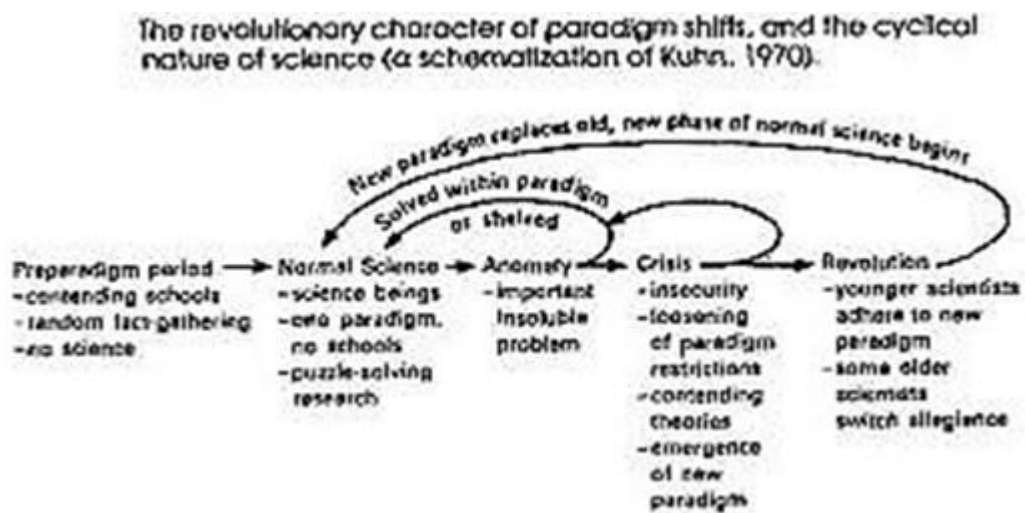 The revolutionary character of paradigm shifts, and the cyclical
nature of science (a schematization of Kuhn, 1970).
New paradigm replaces old, new phase of normal science begins
Solved within paradigm
or shelved
Preparadigm period
-contending schools
-random fact-gathering
-no science
Normal Science
-science beings
-one paradigm,
no schools
-puzzle-solving
research
Anomaly
-important
insoluble
problem
Crisis
-insecurity
-loosening
of paradigm
restrictions
-contending
theories
-emergence
of new
paradigm
Revolution
-younger scientists
adhere to new
paradigm
-some older
scientists
switch allegiance